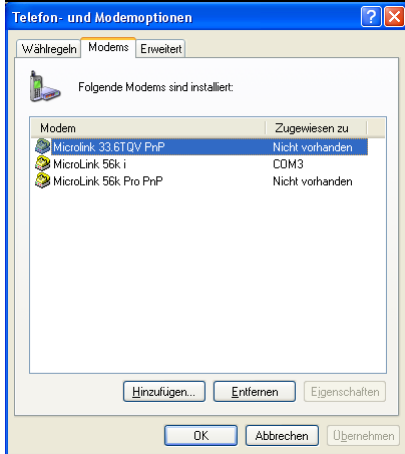 Telefon- und Modemoptionen
Wählregeln Modems Erweitert
Folgende Modems sind installiert:
Modem Zugewiesen zu
Microlink 33.6TQV PnP Nicht vorhanden
MicroLink 56k i COM3
MicroLink 56k Pro PnP Nicht vorhanden
Hinzufügen... Entfernen Eigenschaften
OK Abbrechen Übernehmen